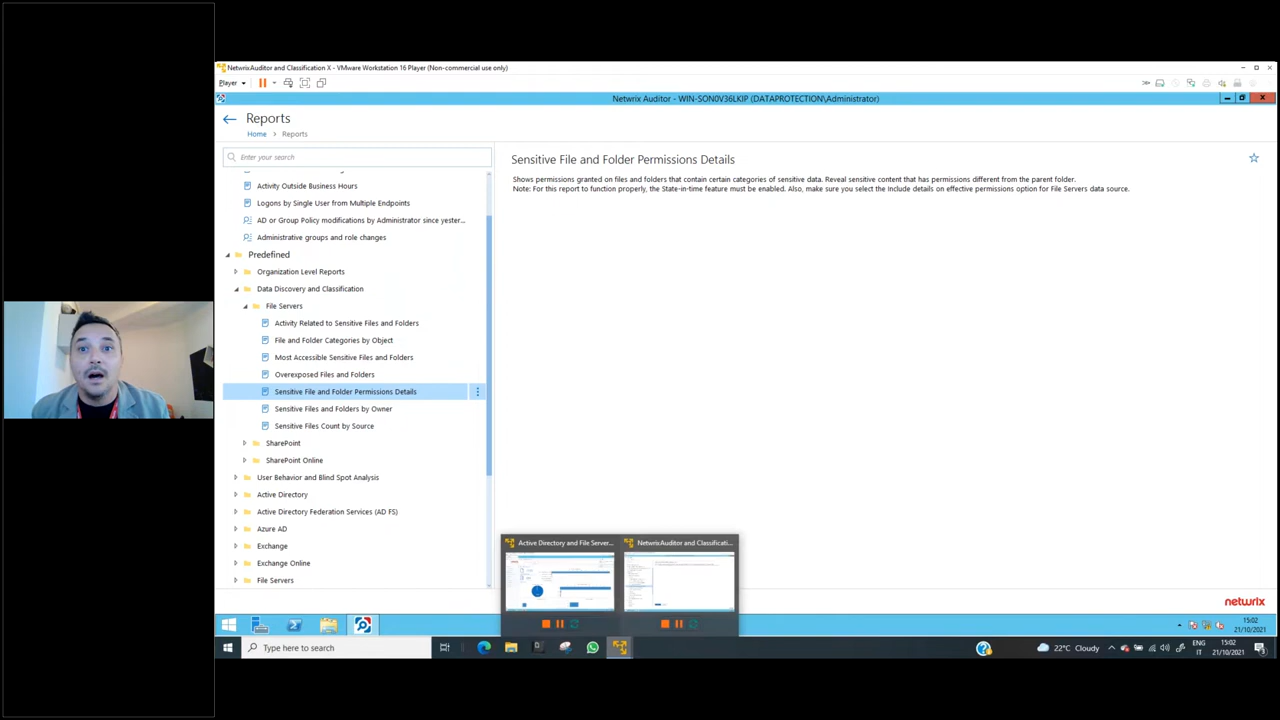 NetwrixAuditor and Classification X - VMware Workstation 16 Player (Non-commercial use only)
Player
Netwrix Auditor - WIN-SON0V36LKIP (DATAPROTECTION\Administrator)
Reports
Home > Reports
Enter your search
Activity Outside Business Hours
Logons by Single User from Multiple Endpoints
AD or Group Policy modifications by Administrator since yester...
Administrative groups and role changes
Predefined
Organization Level Reports
Data Discovery and Classification
File Servers
Activity Related to Sensitive Files and Folders
File and Folder Categories by Object
Most Accessible Sensitive Files and Folders
Overexposed Files and Folders
Sensitive File and Folder Permissions Details
Sensitive Files and Folders by Owner
Sensitive Files Count by Source
SharePoint
SharePoint Online
User Behavior and Blind Spot Analysis
Active Directory
Active Directory Federation Services (AD FS)
Azure AD
Exchange
Exchange Online
File Servers
Sensitive File and Folder Permissions Details
Shows permissions granted on files and folders that contain certain categories of sensitive data. Reveal sensitive content that has permissions different from the parent folder.
Note: For this report to function properly, the State-in-time feature must be enabled. Also, make sure you select the Include details on effective permissions option for File Servers data source.
Active Directory and File Server...
NetwrixAuditor and Classificati...
netwrix
15:02
21/10/2021
Type here to search
22°C Cloudy
ENG
IT
15:02
21/10/2021
3